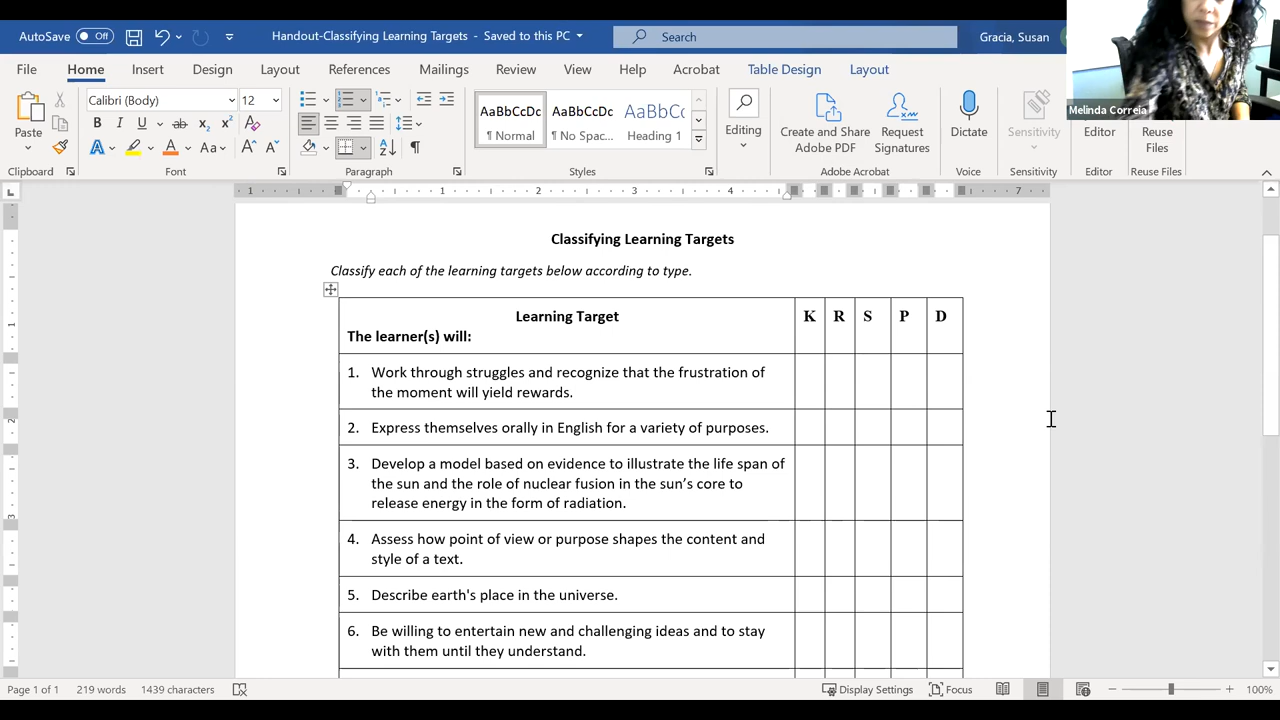 AutoSave Off Handout-Classifying Learning Targets - Saved to this PC Search Gracia, Susan
Melinda Correia
File Home Insert Design Layout References Mailings Review View Help Acrobat Table Design Layout
Calibri (Body) 12
AaBbCcDc AaBbCcDc AaBbCc
¶ Normal ¶ No Spac... Heading 1
Paste
Editing
Create and Share Adobe PDF
Request Signatures
Dictate
Sensitivity
Editor
Reuse Files
Clipboard Font Paragraph Styles Adobe Acrobat Voice Sensitivity Editor Reuse Files
1 1 2 3 4 7
Classifying Learning Targets
Classify each of the learning targets below according to type.
Learning Target K R S P D
The learner(s) will:
1. Work through struggles and recognize that the frustration of
the moment will yield rewards.
2. Express themselves orally in English for a variety of purposes.
3. Develop a model based on evidence to illustrate the life span of
the sun and the role of nuclear fusion in the sun's core to
release energy in the form of radiation.
4. Assess how point of view or purpose shapes the content and
style of a text.
5. Describe earth's place in the universe.
6. Be willing to entertain new and challenging ideas and to stay
with them until they understand.
Page 1 of 1 219 words 1439 characters Display Settings Focus 100%